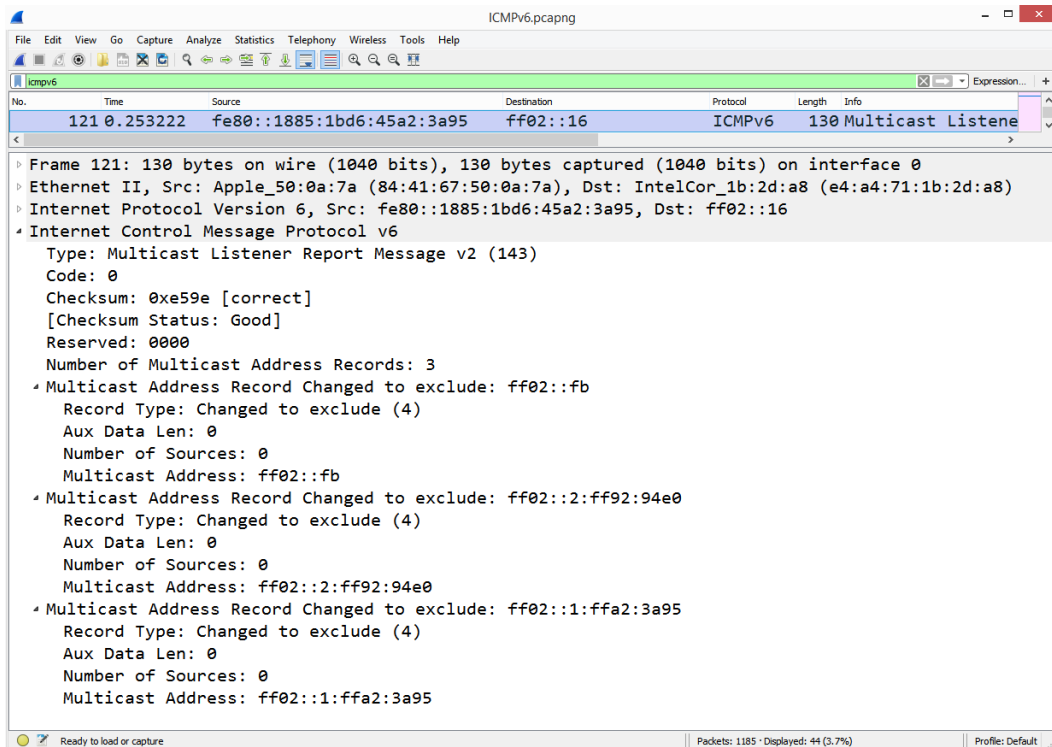 ICMPv6.pcapng
File Edit View Go Capture Analyze Statistics Telephony Wireless Tools Help
icmpv6 Expression... +
No. Time Source Destination Protocol Length Info
121 0.253222 fe80::1885:1bd6:45a2:3a95 ff02::16 ICMPv6 130 Multicast Listene
Frame 121: 130 bytes on wire (1040 bits), 130 bytes captured (1040 bits) on interface 0
Ethernet II, Src: Apple_50:0a:7a (84:41:67:50:0a:7a), Dst: IntelCor_1b:2d:a8 (e4:a4:71:1b:2d:a8)
Internet Protocol Version 6, Src: fe80::1885:1bd6:45a2:3a95, Dst: ff02::16
Internet Control Message Protocol v6
Type: Multicast Listener Report Message v2 (143)
Code: 0
Checksum: 0xe59e [correct]
[Checksum Status: Good]
Reserved: 0000
Number of Multicast Address Records: 3
Multicast Address Record Changed to exclude: ff02::fb
Record Type: Changed to exclude (4)
Aux Data Len: 0
Number of Sources: 0
Multicast Address: ff02::fb
Multicast Address Record Changed to exclude: ff02::2:ff92:94e0
Record Type: Changed to exclude (4)
Aux Data Len: 0
Number of Sources: 0
Multicast Address: ff02::2:ff92:94e0
Multicast Address Record Changed to exclude: ff02::1:ffa2:3a95
Record Type: Changed to exclude (4)
Aux Data Len: 0
Number of Sources: 0
Multicast Address: ff02::1:ffa2:3a95
Ready to load or capture Packets: 1185 · Displayed: 44 (3.7%) Profile: Default